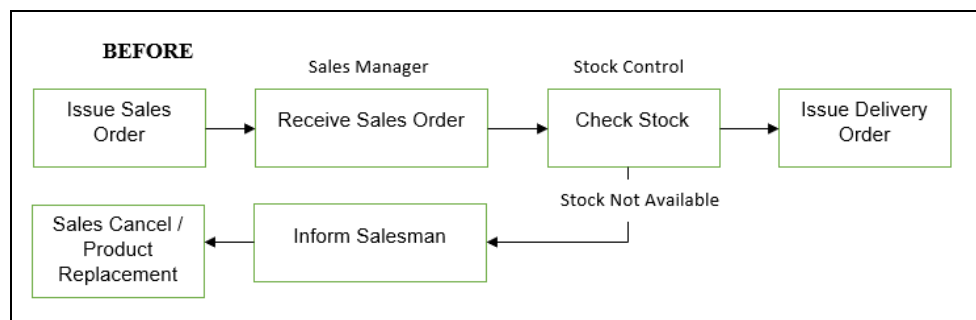 BEFORE
Sales Manager
Stock Control
Issue Sales
Order
Receive Sales Order
Check Stock
Issue Delivery
Order
Stock Not Available
Sales Cancel /
Product
Replacement
Inform Salesman